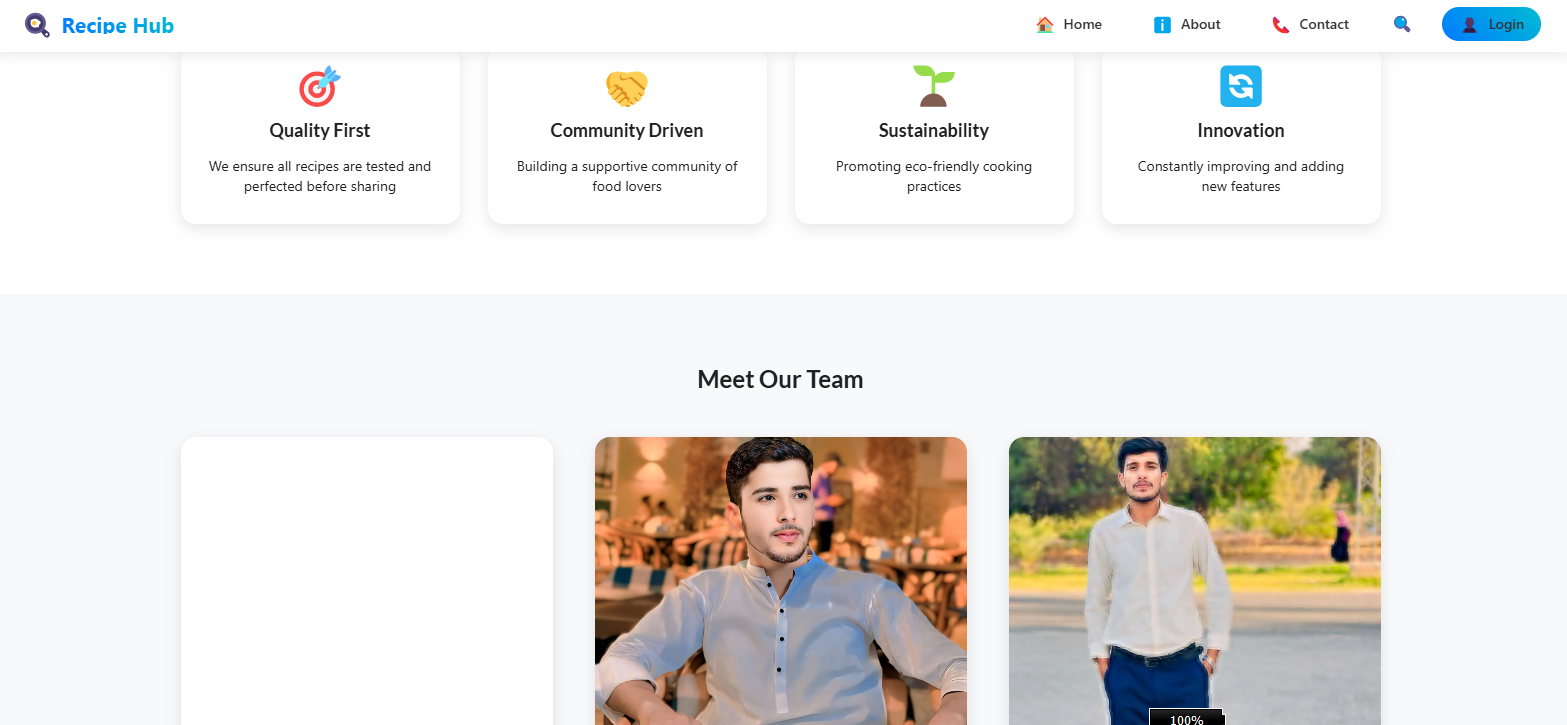 Recipe Hub
Home
About
Contact
Login
Quality First
We ensure all recipes are tested and
perfected before sharing
Community Driven
Building a supportive community of
food lovers
Sustainability
Promoting eco-friendly cooking
practices
Innovation
Constantly improving and adding
new features
Meet Our Team
100%